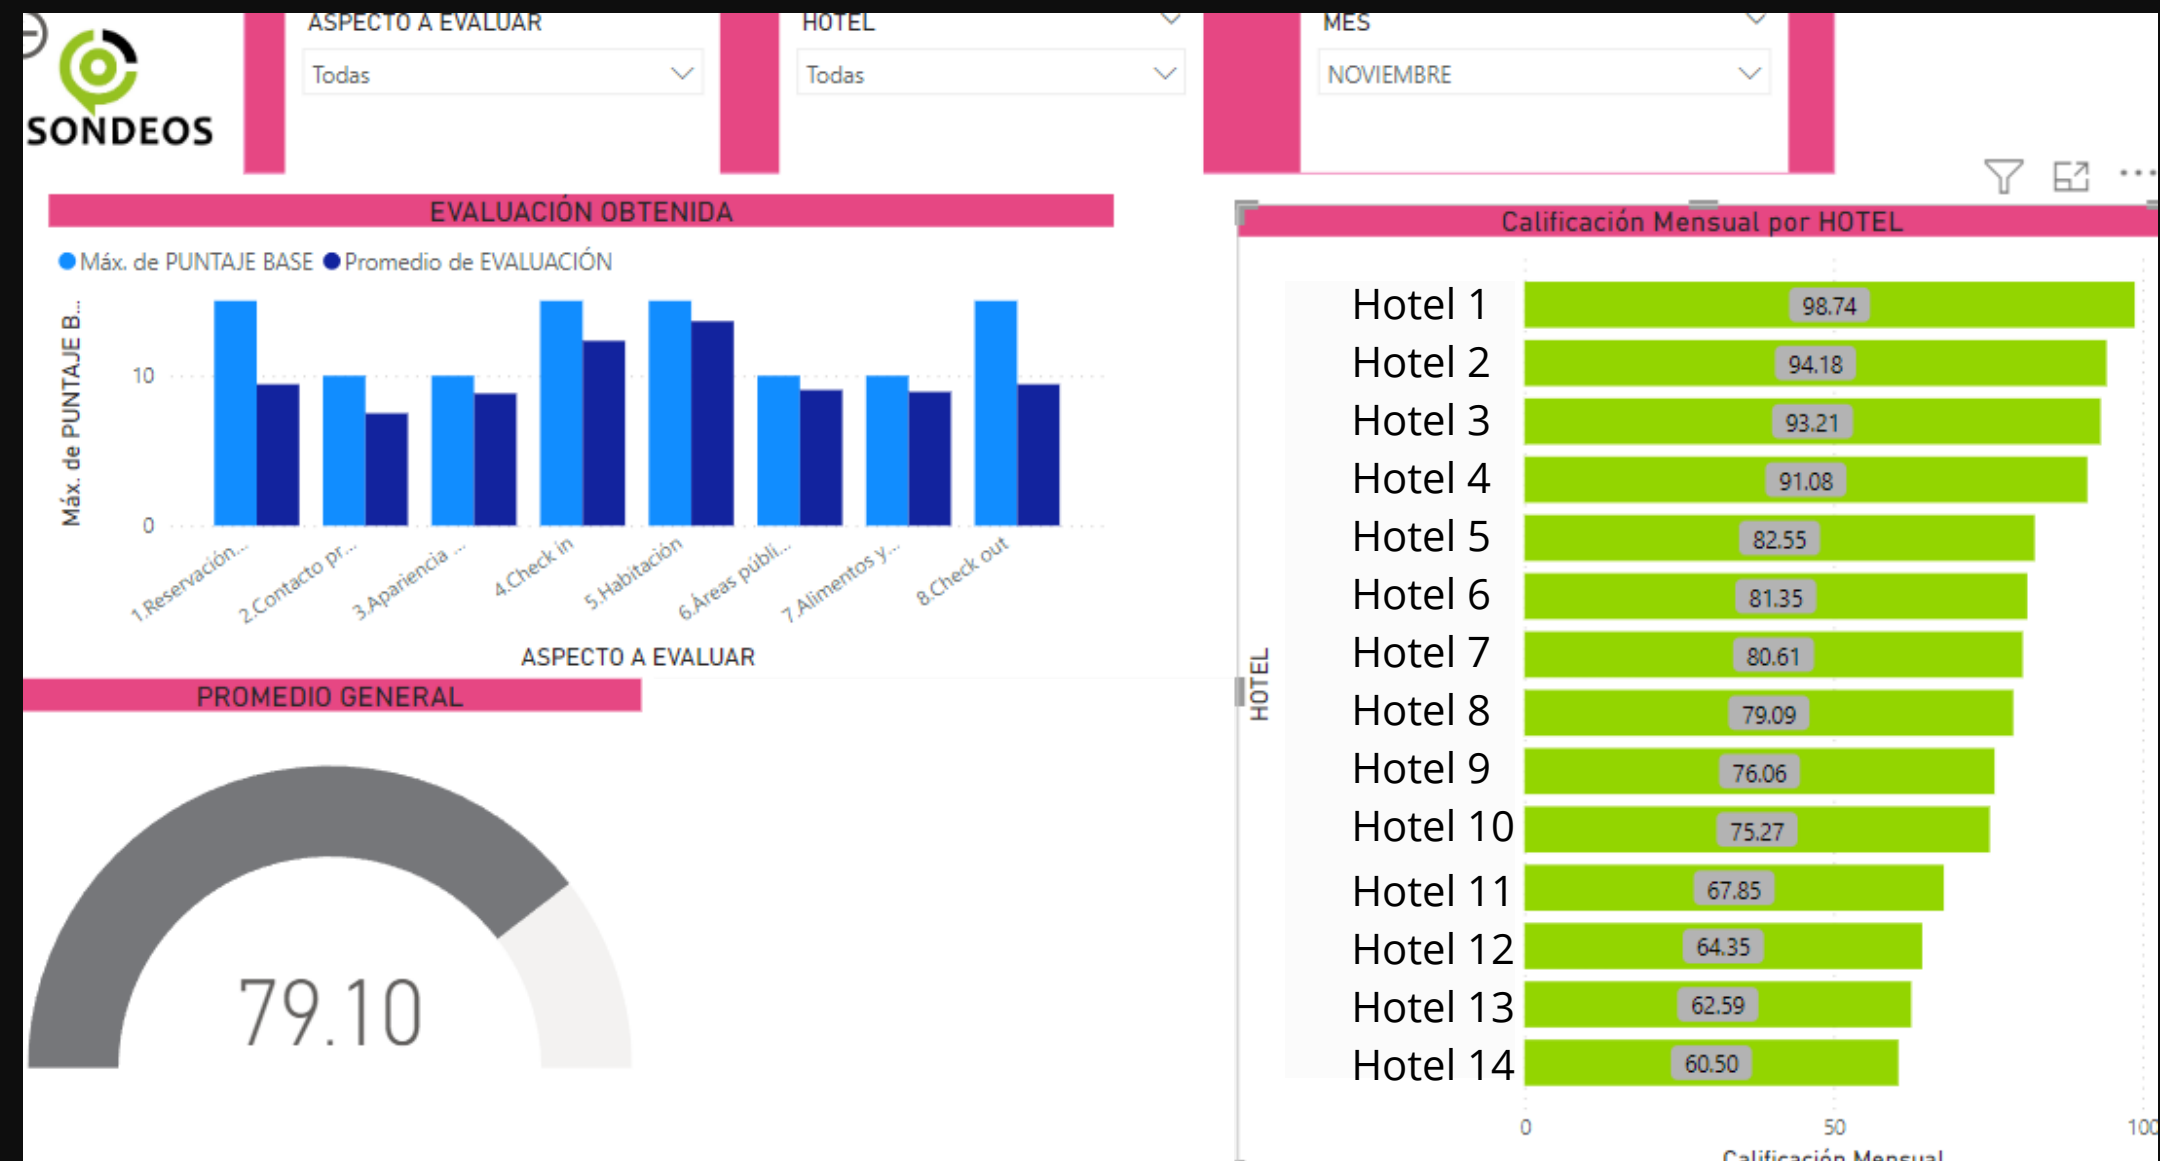 SONDEOS
ASPECTO A EVALUAR
Todas
HOTEL
Todas
MES
NOVIEMBRE
EVALUACIÓN OBTENIDA
Máx. de PUNTAJE BASE Promedio de EVALUACIÓN
Máx. de PUNTAJE B...
10
0
1.Reservación...
2.Contacto pr...
3.Apariencia ...
4.Check in
5.Habitación
6.Áreas públi...
7.Alimentos y...
8.Check out
ASPECTO A EVALUAR
PROMEDIO GENERAL
79.10
Calificación Mensual por HOTEL
HOTEL
Hotel 1 98.74
Hotel 2 94.18
Hotel 3 93.21
Hotel 4 91.08
Hotel 5 82.55
Hotel 6 81.35
Hotel 7 80.61
Hotel 8 79.09
Hotel 9 76.06
Hotel 10 75.27
Hotel 11 67.85
Hotel 12 64.35
Hotel 13 62.59
Hotel 14 60.50
0 50 100
Calificación Mensual